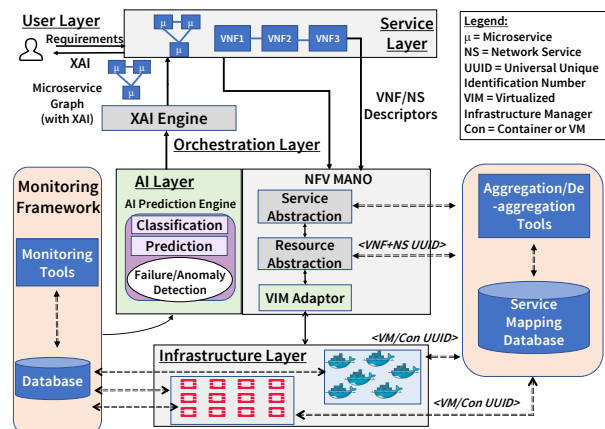 User Layer
Requirements
XAI
μ
μ
μ
Microservice
Graph
(with XAI)
μ
μ
μ
VNF1
VNF2
VNF3
Service
Layer
Legend:
μ = Microservice
NS = Network Service
UUID = Universal Unique
Identification Number
VIM = Virtualized
Infrastructure Manager
Con = Container or VM
XAI Engine
VNF/NS
Descriptors
Orchestration Layer
Monitoring
Framework
Monitoring
Tools
Database
AI Layer
AI Prediction Engine
Classification
Prediction
Failure/Anomaly
Detection
NFV MANO
Service
Abstraction
Resource
Abstraction
VIM Adaptor
<VNF+NS UUID>
Aggregation/De
-aggregation
Tools
Service
Mapping
Database
<VM/Con UUID>
Infrastructure Layer
<VM/Con UUID>